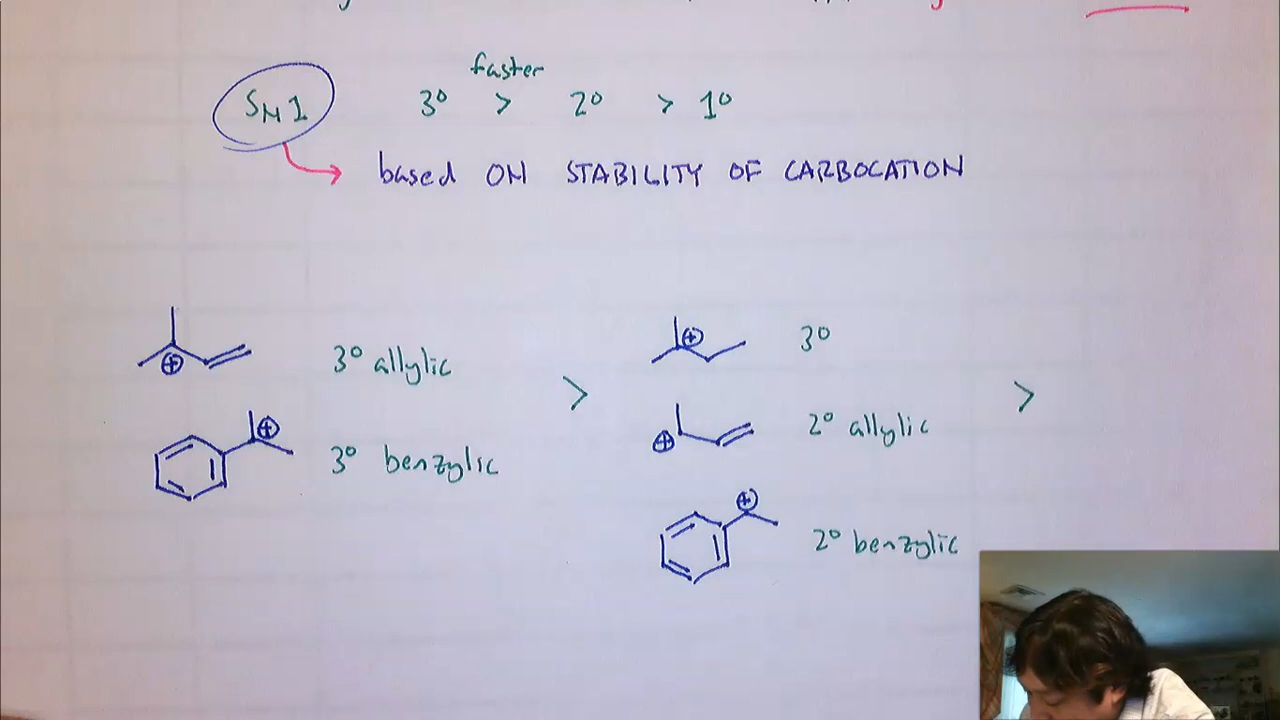 faster
SN1 3° > 2° > 1°
based ON STABILITY OF CARBOCATION
⊕ 3° allylic
⊕ 3° benzylic
>
⊕ 3°
⊕ 2° allylic
⊕ 2° benzylic
>